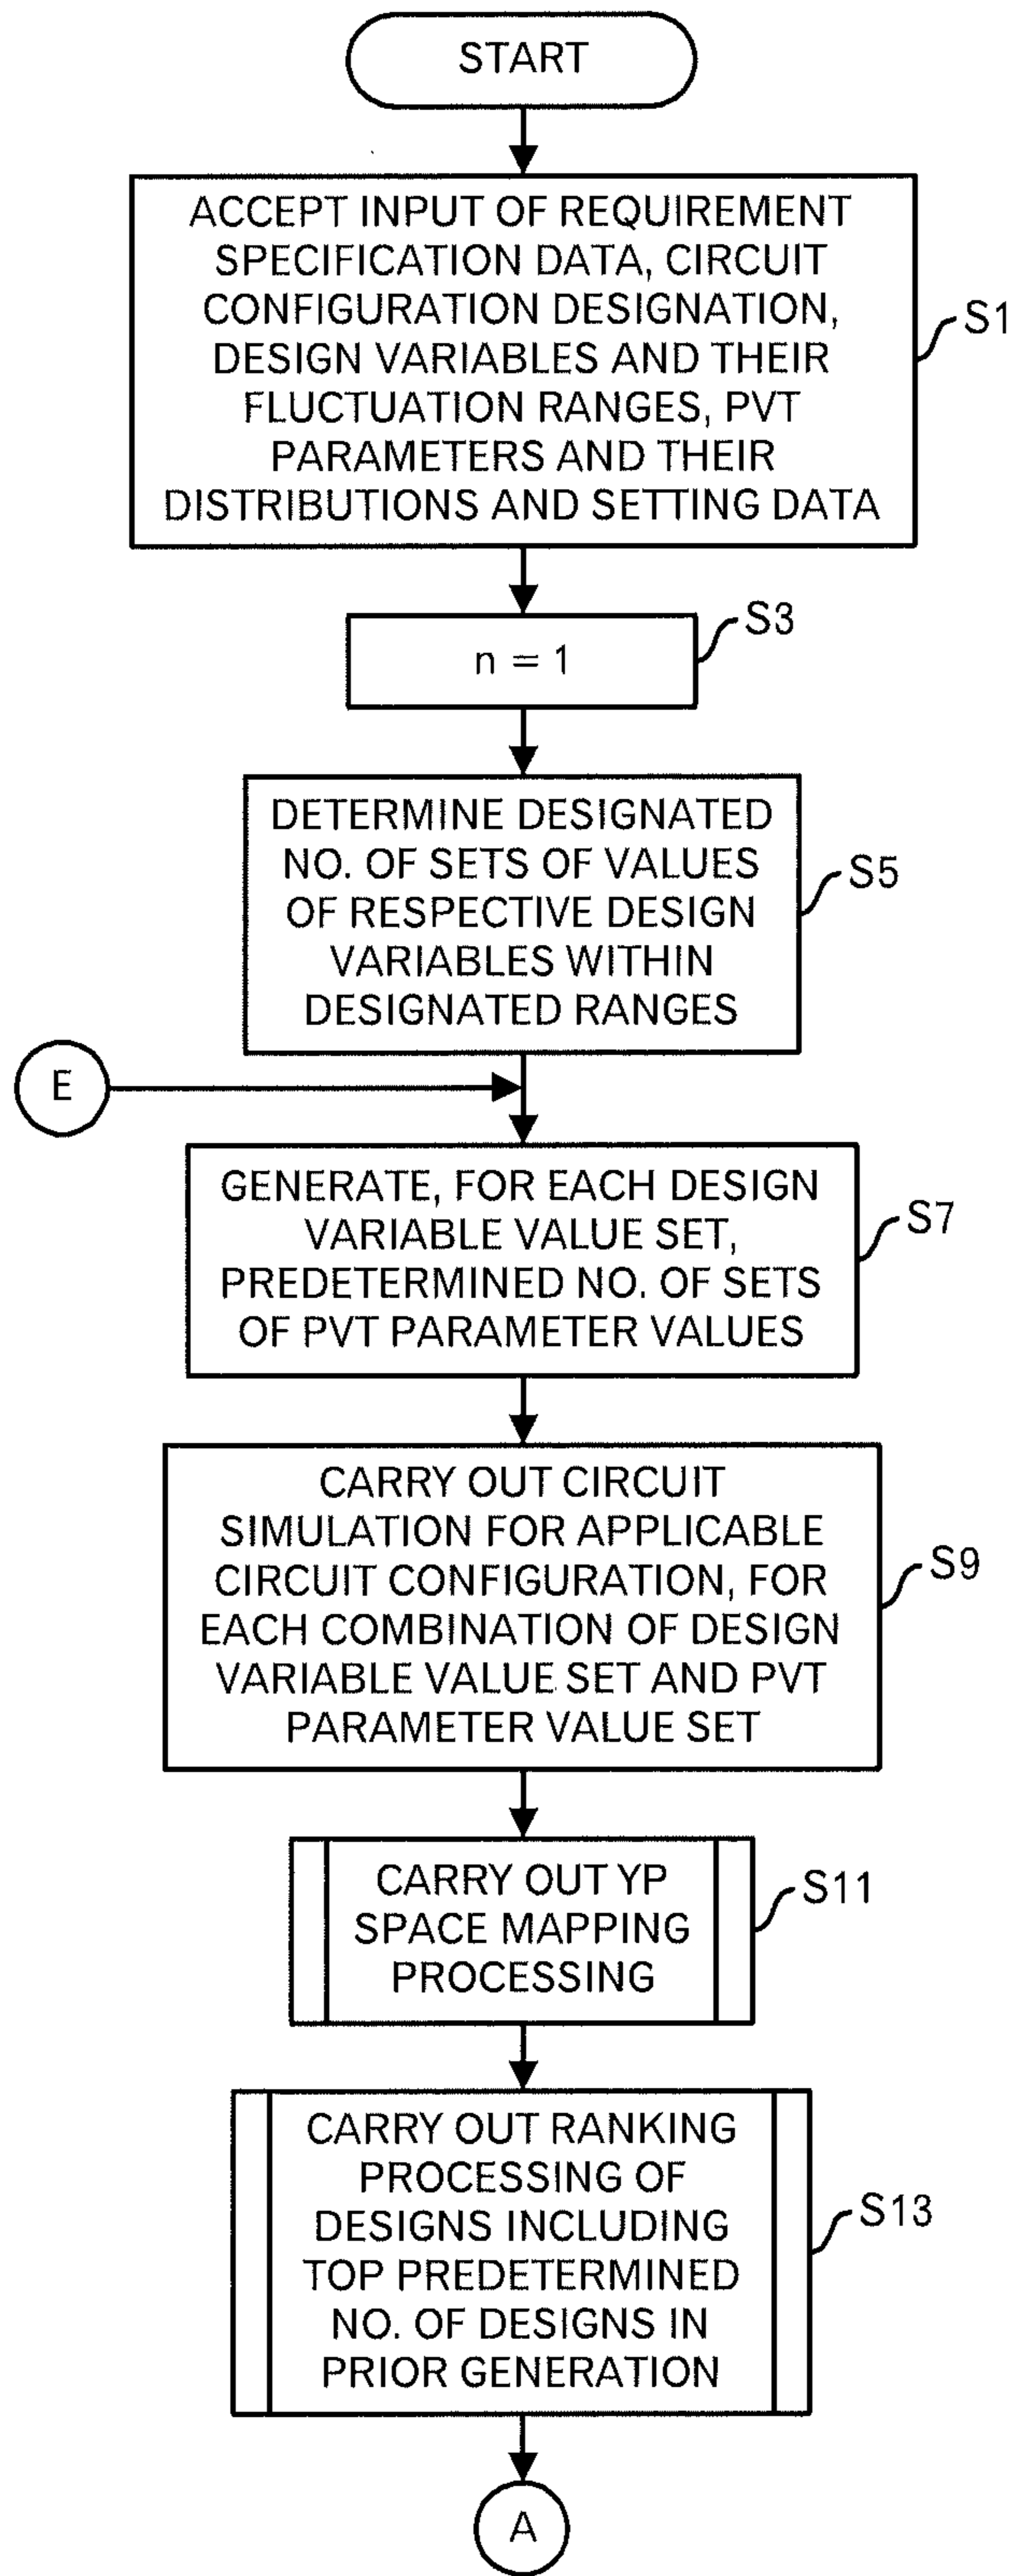 START
ACCEPT INPUT OF REQUIREMENT
SPECIFICATION DATA, CIRCUIT
CONFIGURATION DESIGNATION,
DESIGN VARIABLES AND THEIR
FLUCTUATION RANGES, PVT
PARAMETERS AND THEIR
DISTRIBUTIONS AND SETTING DATA
S1
n = 1
S3
DETERMINE DESIGNATED
NO. OF SETS OF VALUES
OF RESPECTIVE DESIGN
VARIABLES WITHIN
DESIGNATED RANGES
S5
E
GENERATE, FOR EACH DESIGN
VARIABLE VALUE SET,
PREDETERMINED NO. OF SETS
OF PVT PARAMETER VALUES
S7
CARRY OUT CIRCUIT
SIMULATION FOR APPLICABLE
CIRCUIT CONFIGURATION, FOR
EACH COMBINATION OF DESIGN
VARIABLE VALUE SET AND PVT
PARAMETER VALUE SET
S9
CARRY OUT YP
SPACE MAPPING
PROCESSING
S11
CARRY OUT RANKING
PROCESSING OF
DESIGNS INCLUDING
TOP PREDETERMINED
NO. OF DESIGNS IN
PRIOR GENERATION
S13
A